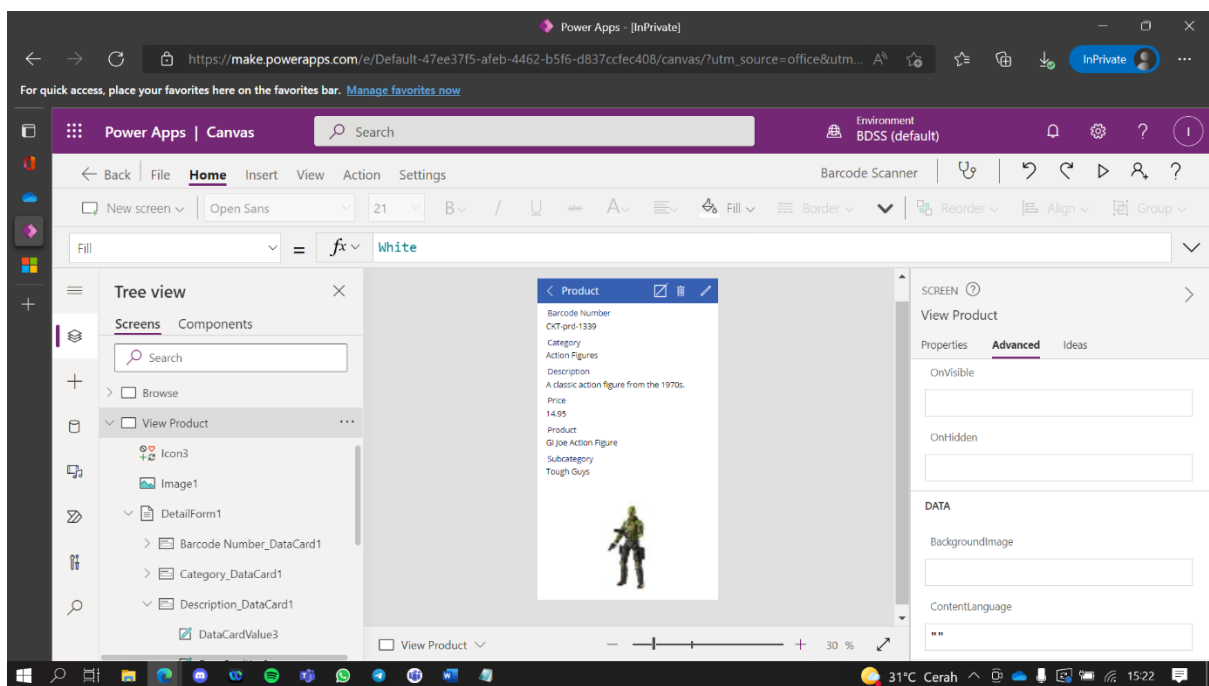 Power Apps - [InPrivate]
https://make.powerapps.com/e/Default-47ee37f5-afeb-4462-b5f6-d837ccfec408/canvas/?utm_source=office&utm...
InPrivate
For quick access, place your favorites here on the favorites bar. Manage favorites now
Power Apps | Canvas
Search
Environment
BDSS (default)
I
Back File Home Insert View Action Settings
Barcode Scanner
New screen Open Sans 21 B / U abc A Fill Border Reorder Align Group
Fill = fx White
Tree view
Screens Components
Search
Browse
View Product
Icon3
Image1
DetailForm1
Barcode Number_DataCard1
Category_DataCard1
Description_DataCard1
DataCardValue3
Product
Barcode Number
CKT-prd-1339
Category
Action Figures
Description
A classic action figure from the 1970s.
Price
14.95
Product
GI Joe Action Figure
Subcategory
Tough Guys
View Product
30 %
SCREEN
View Product
Properties Advanced Ideas
OnVisible
OnHidden
DATA
BackgroundImage
ContentLanguage
""
31°C Cerah
15:22